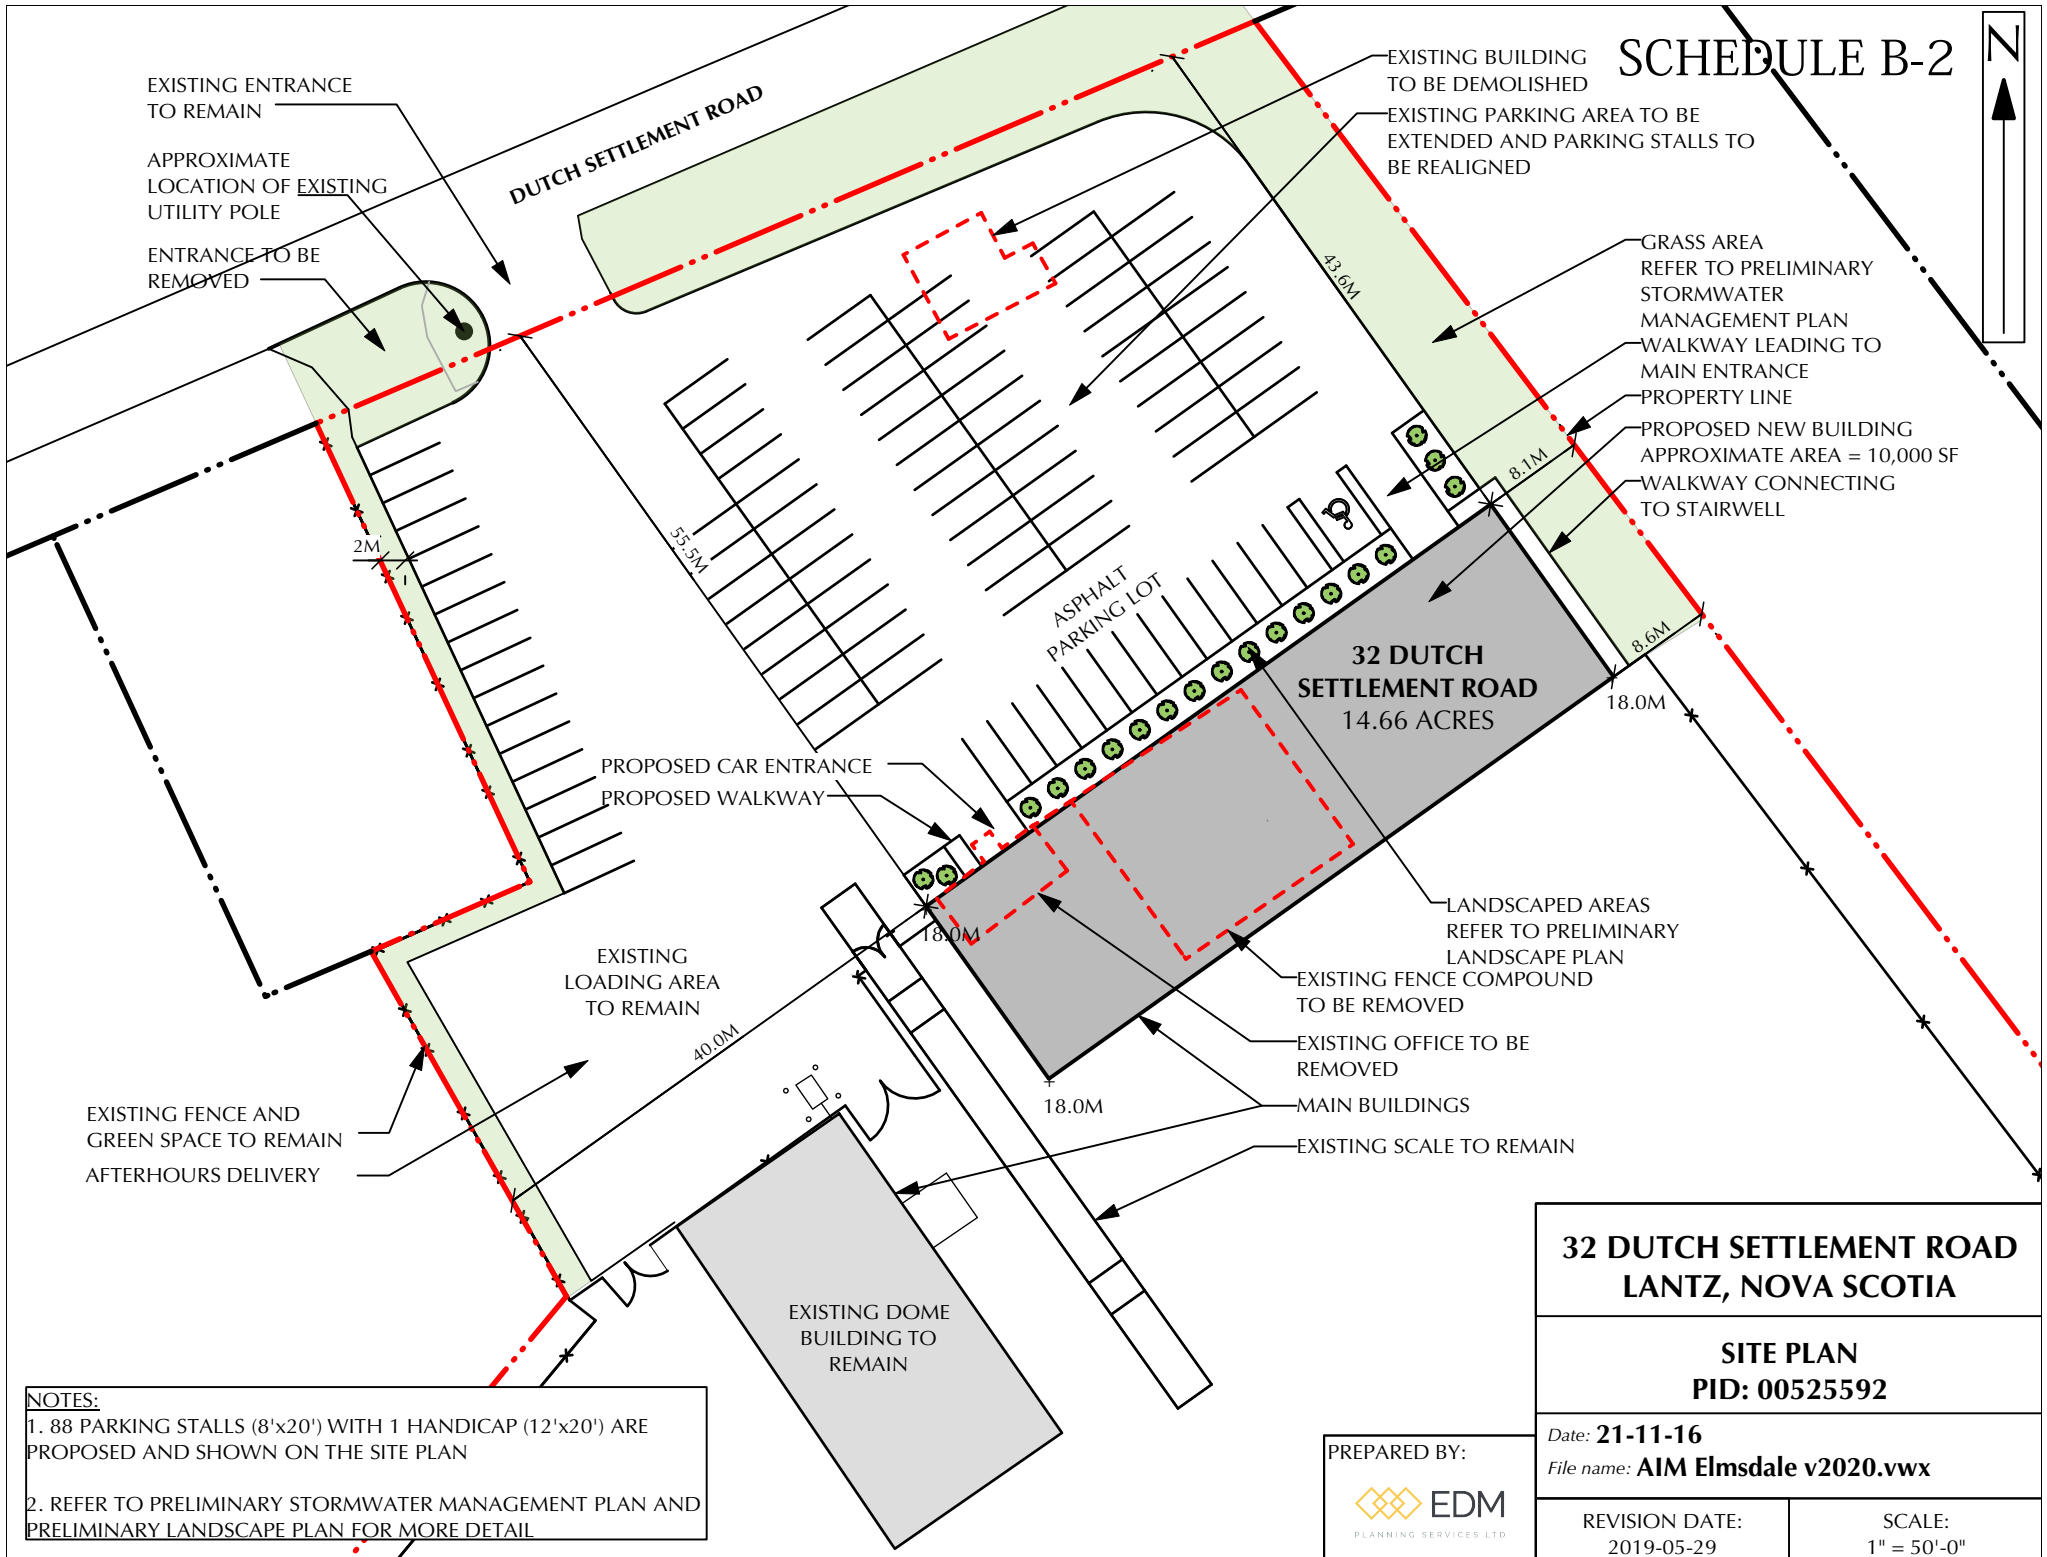 SCHEDULE B-2
N
EXISTING ENTRANCE
TO REMAIN
APPROXIMATE
LOCATION OF EXISTING
UTILITY POLE
ENTRANCE TO BE
REMOVED
DUTCH SETTLEMENT ROAD
EXISTING BUILDING
TO BE DEMOLISHED
EXISTING PARKING AREA TO BE
EXTENDED AND PARKING STALLS TO
BE REALIGNED
GRASS AREA
REFER TO PRELIMINARY
STORMWATER
MANAGEMENT PLAN
WALKWAY LEADING TO
MAIN ENTRANCE
PROPERTY LINE
PROPOSED NEW BUILDING
APPROXIMATE AREA = 10,000 SF
WALKWAY CONNECTING
TO STAIRWELL
43.6M
8.1M
2M
55.5M
ASPHALT
PARKING LOT
32 DUTCH
SETTLEMENT ROAD
14.66 ACRES
8.6M
18.0M
PROPOSED CAR ENTRANCE
PROPOSED WALKWAY
18.0M
EXISTING
LOADING AREA
TO REMAIN
40.0M
LANDSCAPED AREAS
REFER TO PRELIMINARY
LANDSCAPE PLAN
EXISTING FENCE COMPOUND
TO BE REMOVED
EXISTING OFFICE TO BE
REMOVED
MAIN BUILDINGS
18.0M
EXISTING SCALE TO REMAIN
EXISTING FENCE AND
GREEN SPACE TO REMAIN
AFTERHOURS DELIVERY
EXISTING DOME
BUILDING TO
REMAIN
NOTES:
1. 88 PARKING STALLS (8'x20') WITH 1 HANDICAP (12'x20') ARE
PROPOSED AND SHOWN ON THE SITE PLAN
2. REFER TO PRELIMINARY STORMWATER MANAGEMENT PLAN AND
PRELIMINARY LANDSCAPE PLAN FOR MORE DETAIL
PREPARED BY:
EDM
PLANNING SERVICES LTD
32 DUTCH SETTLEMENT ROAD
LANTZ, NOVA SCOTIA
SITE PLAN
PID: 00525592
Date: 21-11-16
File name: AIM Elmsdale v2020.vwx
REVISION DATE:
2019-05-29
SCALE:
1" = 50'-0"